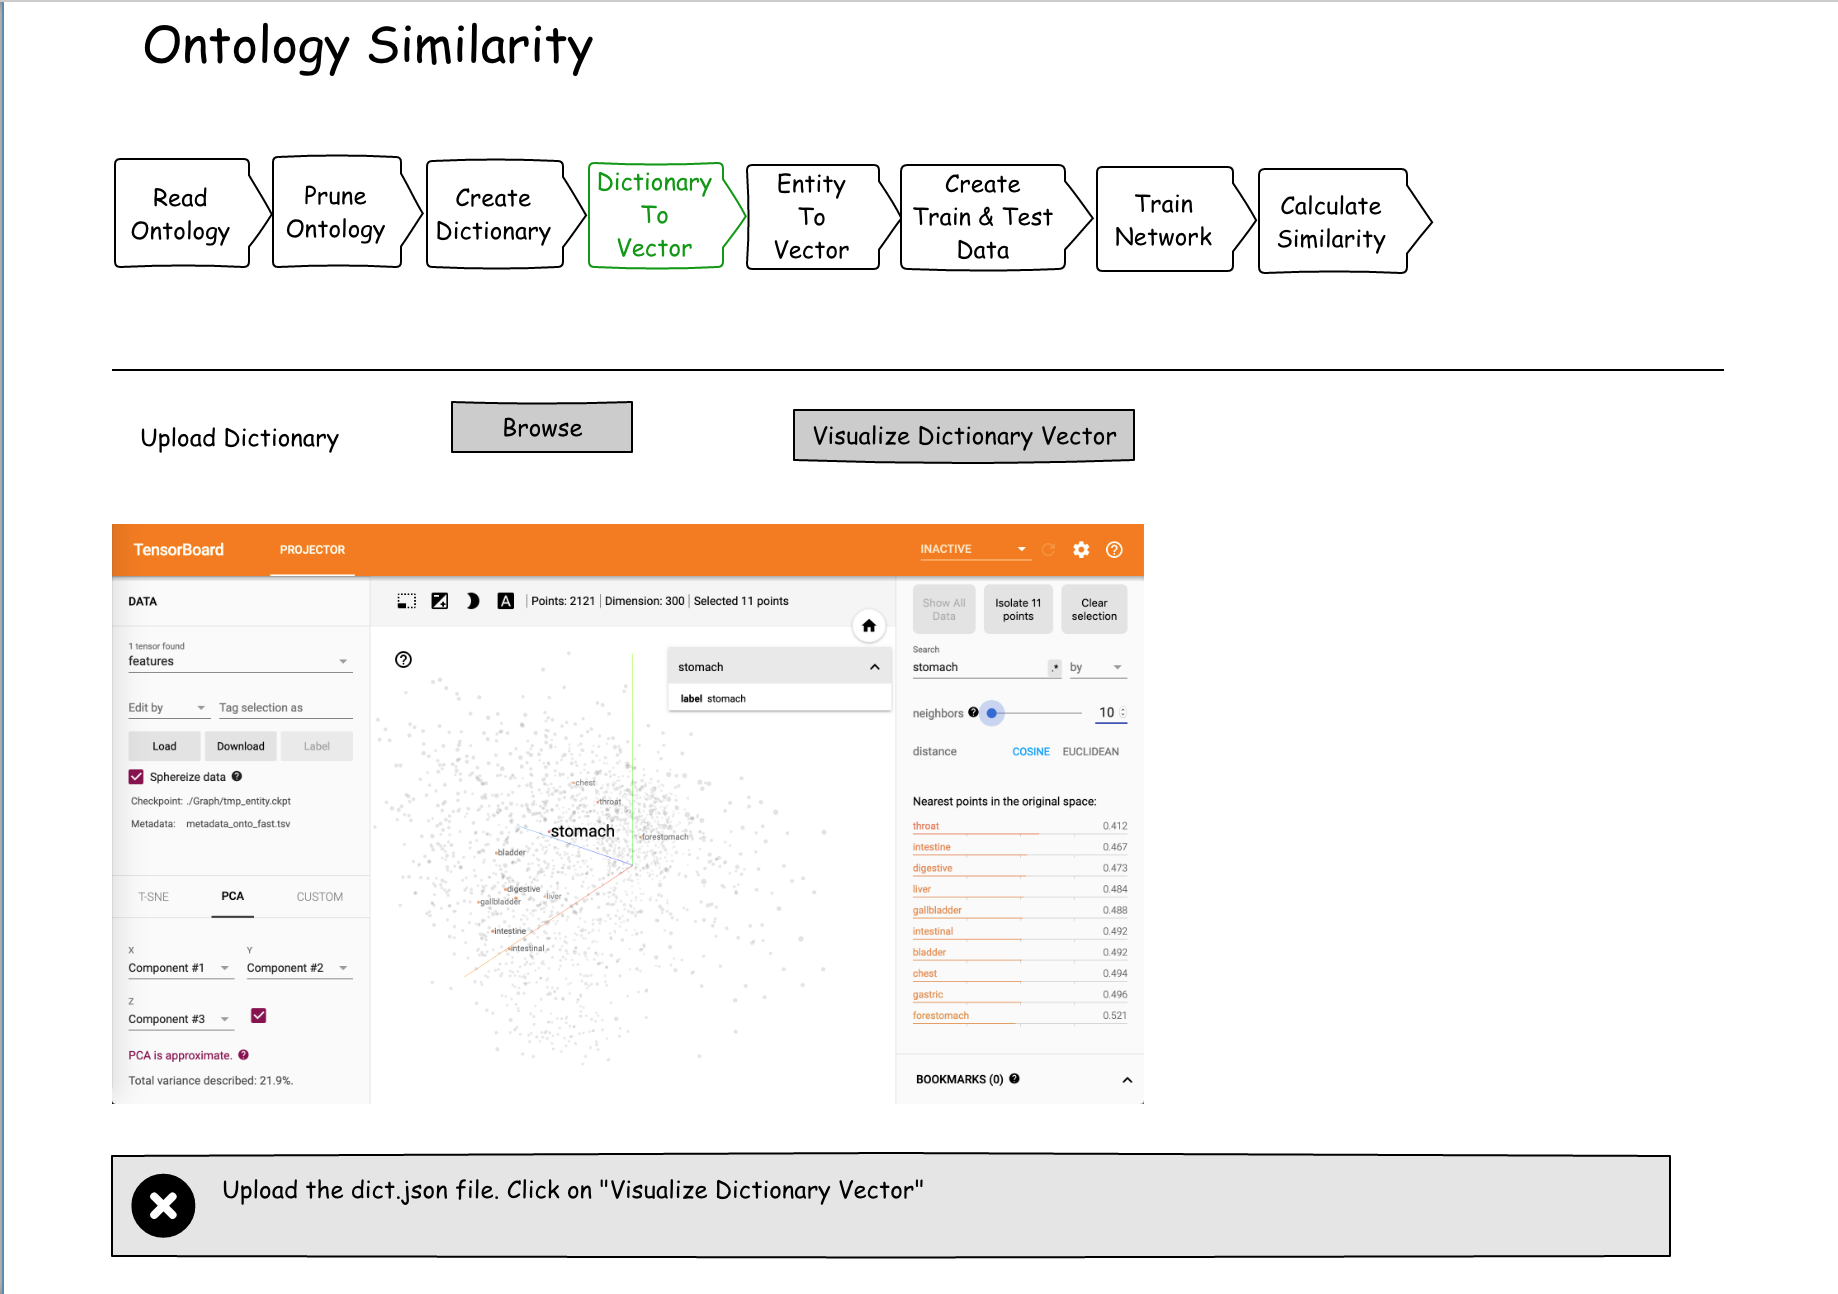 Ontology Similarity
Read
Ontology
Prune
Ontology
Create
Dictionary
Dictionary
To
Vector
Entity
To
Vector
Create
Train & Test
Data
Train
Network
Calculate
Similarity
Upload Dictionary
Browse
Visualize Dictionary Vector
TensorBoard
PROJECTOR
INACTIVE
DATA
1 tensor found
features
Edit by
Tag selection as
Load
Download
Label
Sphereize data
Checkpoint: ./Graph/tmp_entity.ckpt
Metadata: metadata_onto_fast.tsv
T-SNE
PCA
CUSTOM
X
Component #1
Y
Component #2
Z
Component #3
PCA is approximate.
Total variance described: 21.9%.
A
Points: 2121 | Dimension: 300 | Selected 11 points
stomach
label stomach
chest
throat
stomach
forestomach
bladder
digestive
liver
gallbladder
intestine
intestinal
Show All
Data
Isolate 11
points
Clear
selection
Search
stomach
.*
by
neighbors
10
distance
COSINE
EUCLIDEAN
Nearest points in the original space:
throat 0.412
intestine 0.467
digestive 0.473
liver 0.484
gallbladder 0.488
intestinal 0.492
bladder 0.492
chest 0.494
gastric 0.496
forestomach 0.521
BOOKMARKS (0)
Upload the dict.json file. Click on "Visualize Dictionary Vector"